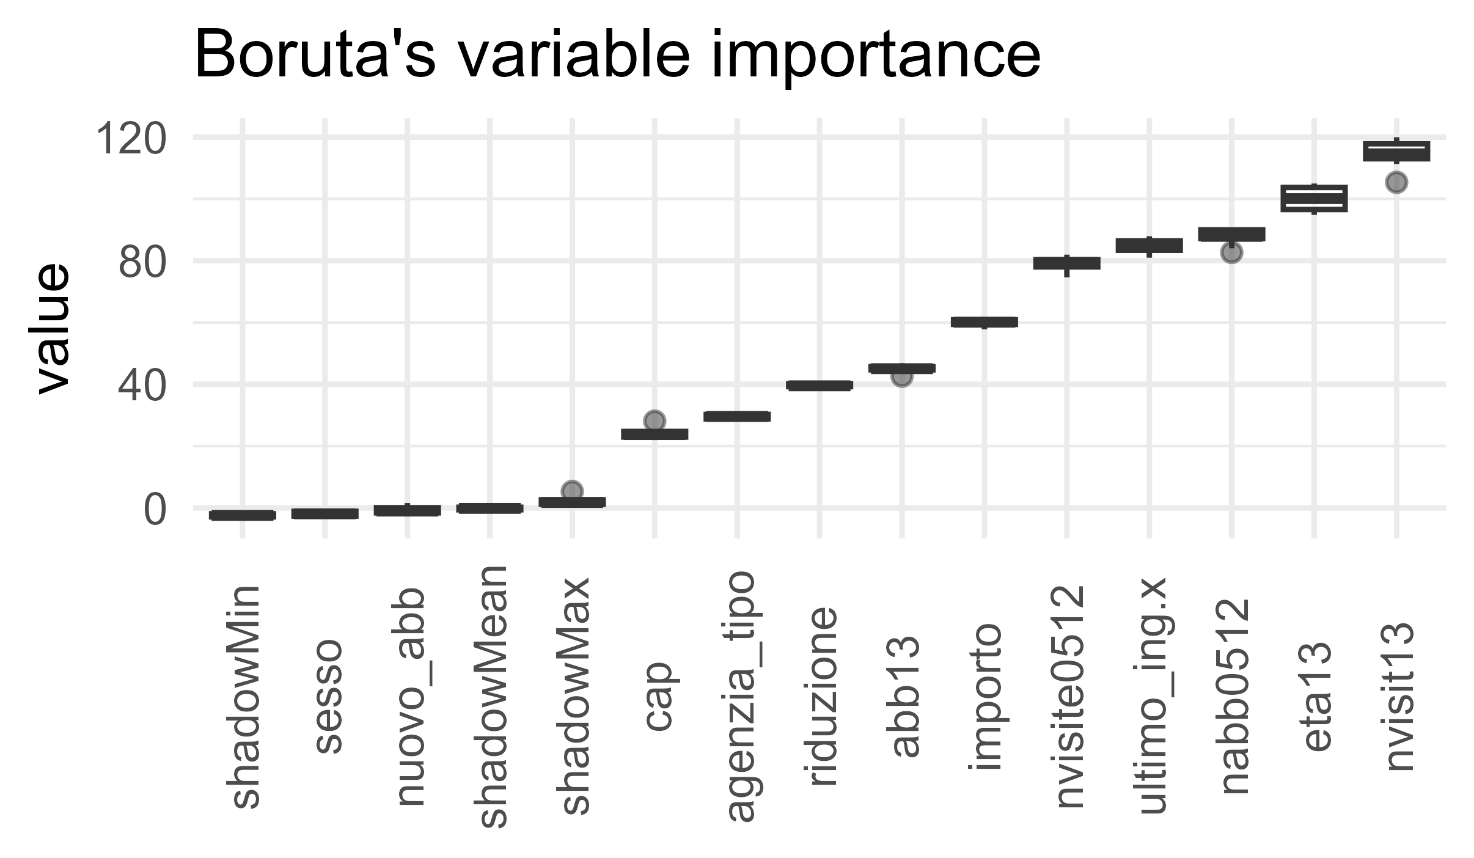 Boruta's variable importance
value
120
80
40
0
shadowMin
sesso
nuovo_abb
shadowMean
shadowMax
cap
agenzia_tipo
riduzione
abb13
importo
nvisite0512
ultimo_ing.x
nabb0512
eta13
nvisit13